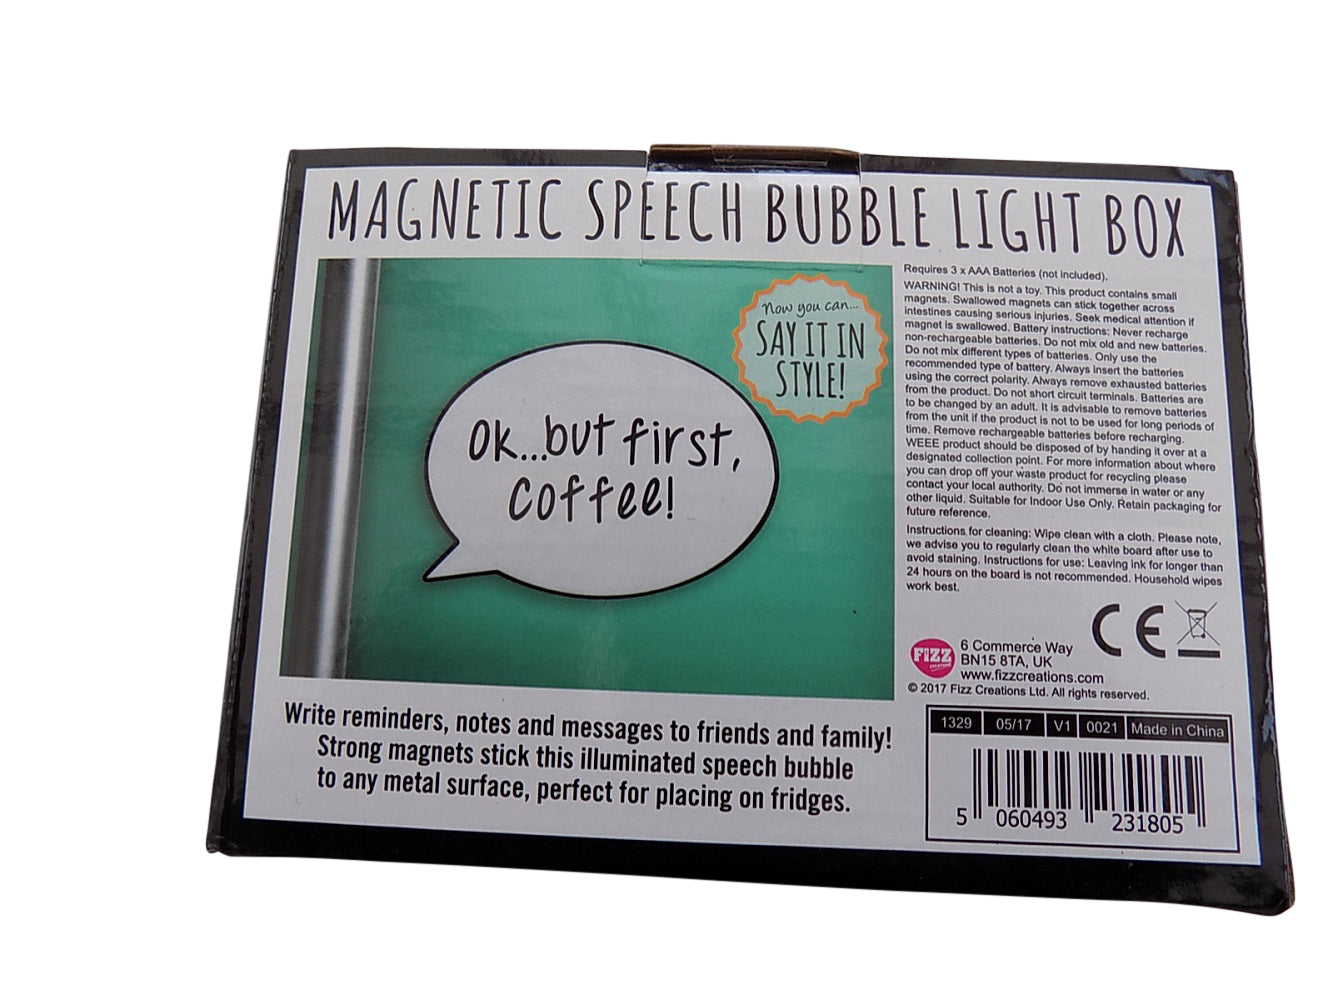 MAGNETIC SPEECH BUBBLE LIGHT BOX
Now you can...
SAY IT IN
STYLE!
Ok...but first,
Coffee!
Write reminders, notes and messages to friends and family!
Strong magnets stick this illuminated speech bubble
to any metal surface, perfect for placing on fridges.
Requires 3 x AAA Batteries (not included).
WARNING! This is not a toy. This product contains small
magnets. Swallowed magnets can stick together across
intestines causing serious injuries. Seek medical attention if
magnet is swallowed. Battery Instructions: Never recharge
non-rechargeable batteries. Do not mix old and new batteries.
Do not mix different types of batteries. Only use the
recommended type of battery. Always insert the batteries
using the correct polarity. Always remove exhausted batteries
from the product. Do not short circuit terminals. Batteries are
to be changed by an adult. It is advisable to remove batteries
from the unit if the product is not to be used for long periods of
time. Remove rechargeable batteries before recharging.
WEEE product should be disposed of by handing it over at a
designated collection point. For more information about where
you can drop off your waste product for recycling please
contact your local authority. Do not immerse in water or any
other liquid. Suitable for Indoor Use Only. Retain packaging for
future reference.
Instructions for cleaning: Wipe clean with a cloth. Please note,
we advise you to regularly clean the white board after use to
avoid staining. Instructions for use: Leaving ink for longer than
24 hours on the board is not recommended. Household wipes
work best.
CE
FIZZ
6 Commerce Way
BN15 8TA, UK
www.fizzcreations.com
© 2017 Fizz Creations Ltd. All rights reserved.
1329 05/17 V1 0021 Made in China
5 060493 231805